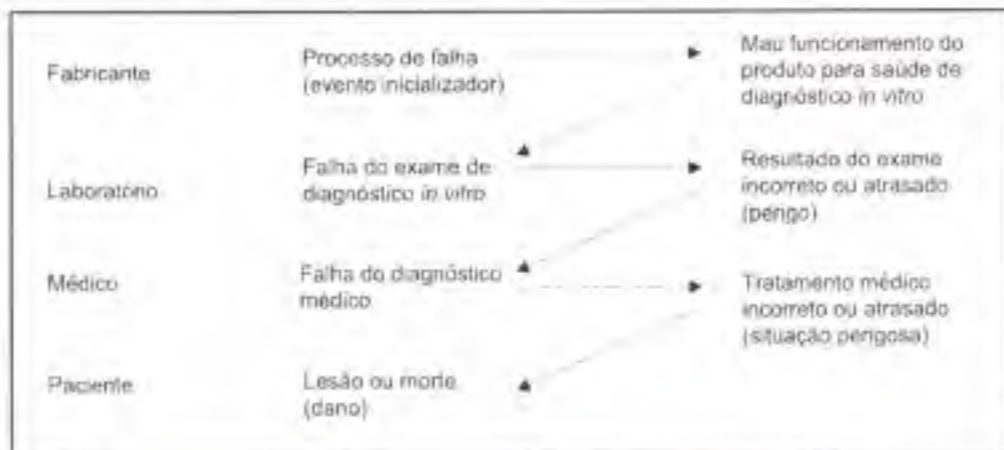 Fabricante
Processo de falha
(evento inicializador)
Mau funcionamento do
produto para saúde de
diagnóstico in vitro
Laboratório
Falha do exame de
diagnóstico in vitro
Resultado do exame
incorreto ou atrasado
(perigo)
Médico
Falha do diagnóstico
médico
Tratamento médico
incorreto ou atrasado
(situação perigosa)
Paciente
Lesão ou morte
(dano)